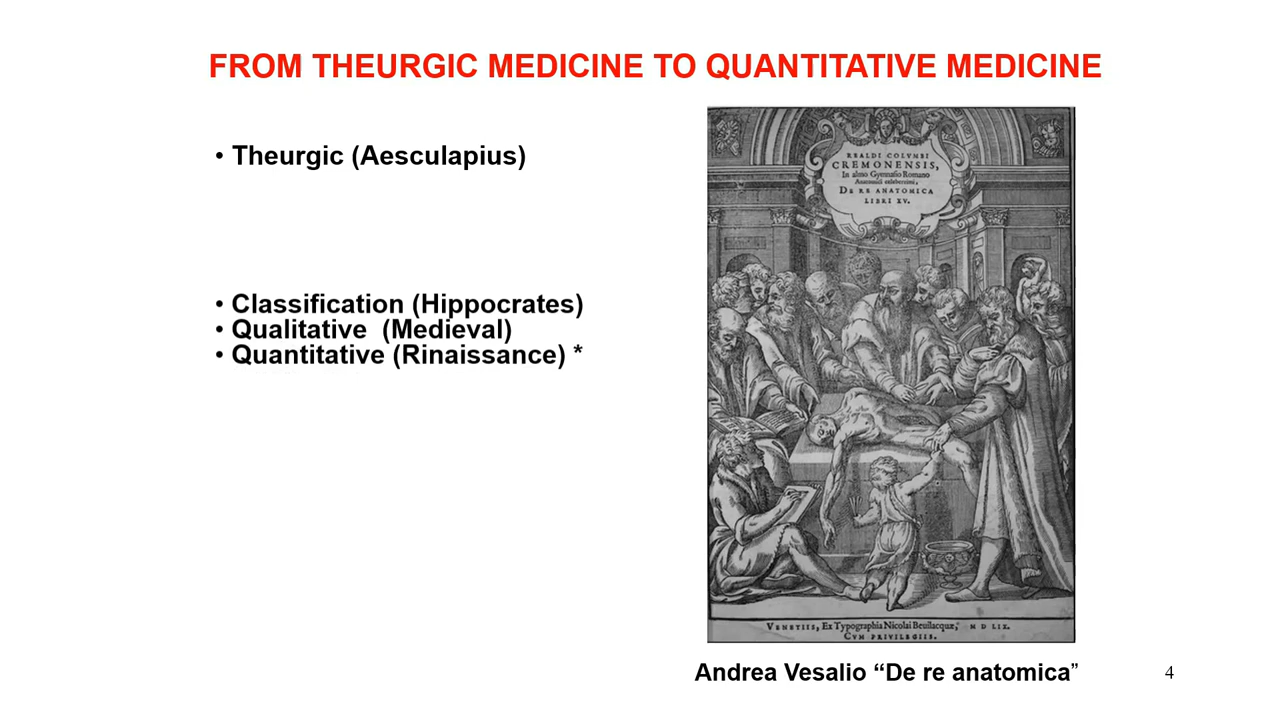 FROM THEURGIC MEDICINE TO QUANTITATIVE MEDICINE
• Theurgic (Aesculapius)
• Classification (Hippocrates)
• Qualitative (Medieval)
• Quantitative (Rinaissance) *
REALDI COLVMBI
CREMONENSIS,
In almo Gymnasio Romano
Anatomici celeberrimi,
DE RE ANATOMICA
LIBRI XV.
VENETIIS, Ex Typographia Nicolai Beuilacquæ, M D LIX.
CVM PRIVILEGIIS.
Andrea Vesalio “De re anatomica”
4